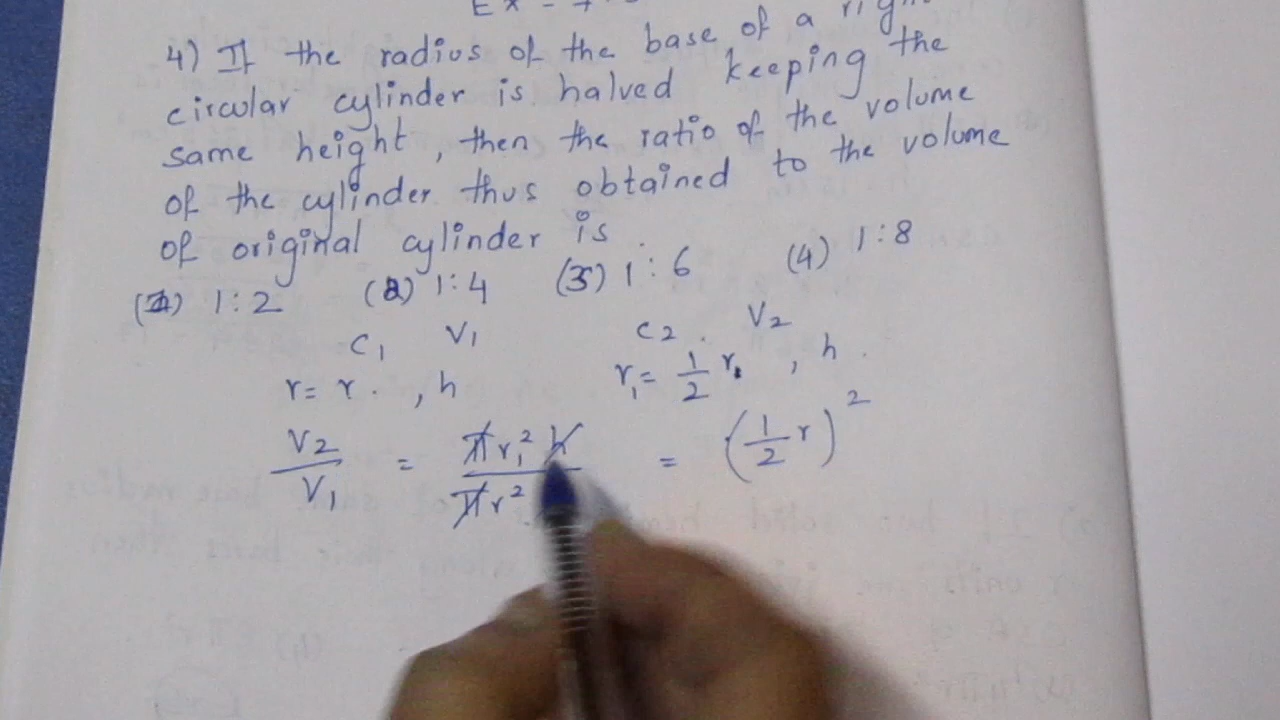 4) If the radius of the base of a
circular cylinder is halved keeping the
same height, then the ratio of the volume
of the cylinder thus obtained to the volume
of original cylinder is
1:2 (2) 1:4 (3) 1:6 (4) 1:8
C₁ V₁ C₂ . V₂
r = r . , h r₁ = 1/2 r , h .
V₂/V₁ = πr₁²h/πr² = (1/2 r)²